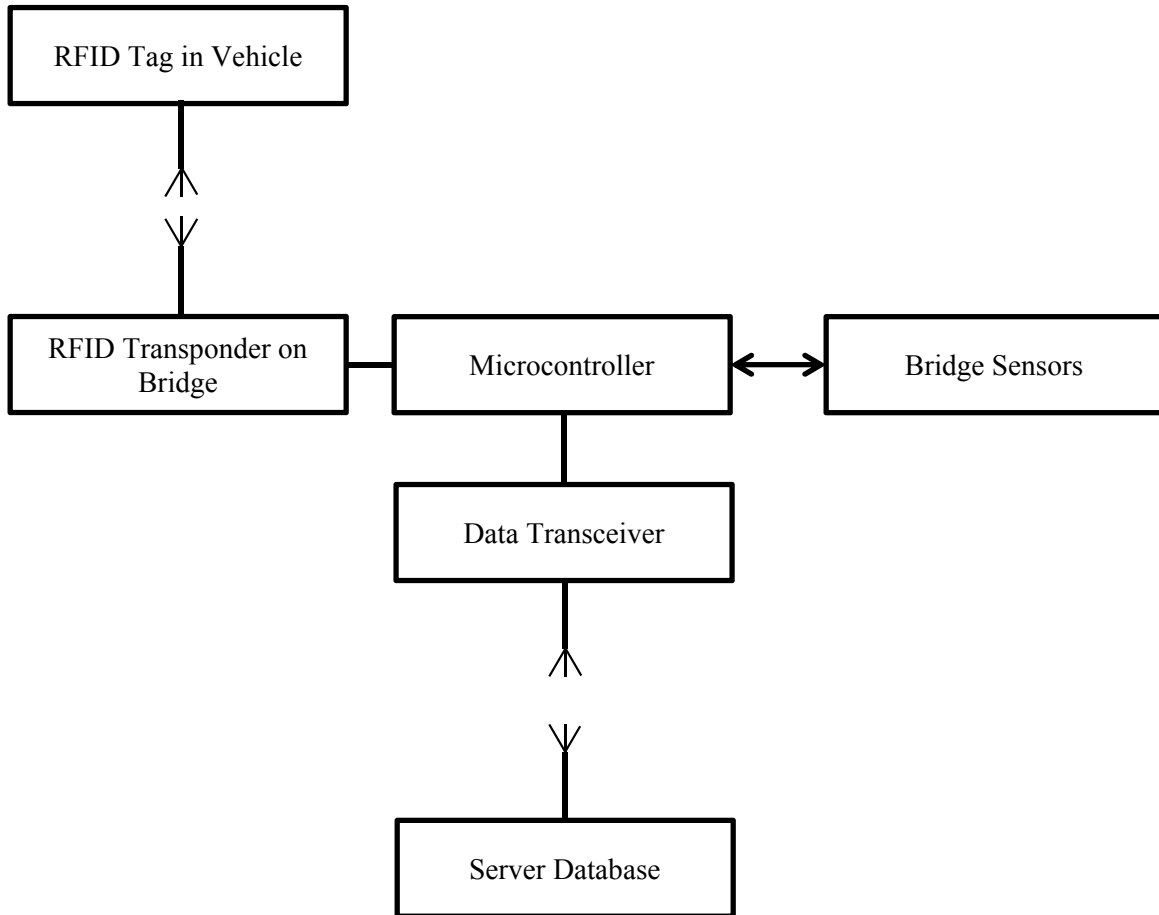 RFID Tag in Vehicle
RFID Transponder on
Bridge
Microcontroller
Bridge Sensors
Data Transceiver
Server Database